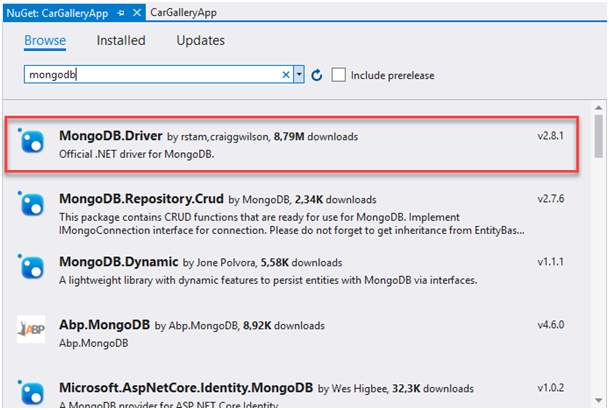 NuGet: CarGalleryApp CarGalleryApp
Browse Installed Updates
mongodb Include prerelease
MongoDB.Driver by rstam,craiggwilson, 8,79M downloads v2.8.1
Official .NET driver for MongoDB.
MongoDB.Repository.Crud by MongoDB, 2,34K downloads v2.7.6
This package contains CRUD functions that are ready for use for MongoDB. Implement
IMongoConnection interface for connection. Please do not forget to get inheritance from EntityBas...
MongoDB.Dynamic by Jone Polvora, 5,58K downloads v1.1.1
A lightweight library with dynamic features to persist entities with MongoDB via interfaces.
ABP
Abp.MongoDB by Abp.MongoDB, 8,92K downloads v4.6.0
Abp.MongoDB
Microsoft.AspNetCore.Identity.MongoDB by Wes Higbee, 32,3K downloads v1.0.2
A MongoDB provider for ASP.NET Core Identity